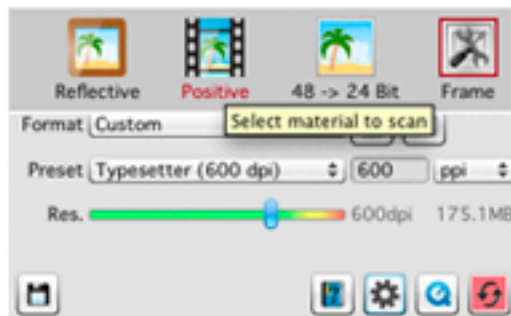 Reflective Positive 48 -> 24 Bit Frame
Select material to scan
Format Custom
Preset Typesetter (600 dpi) 600 ppi
Res. 600dpi 175.1MB